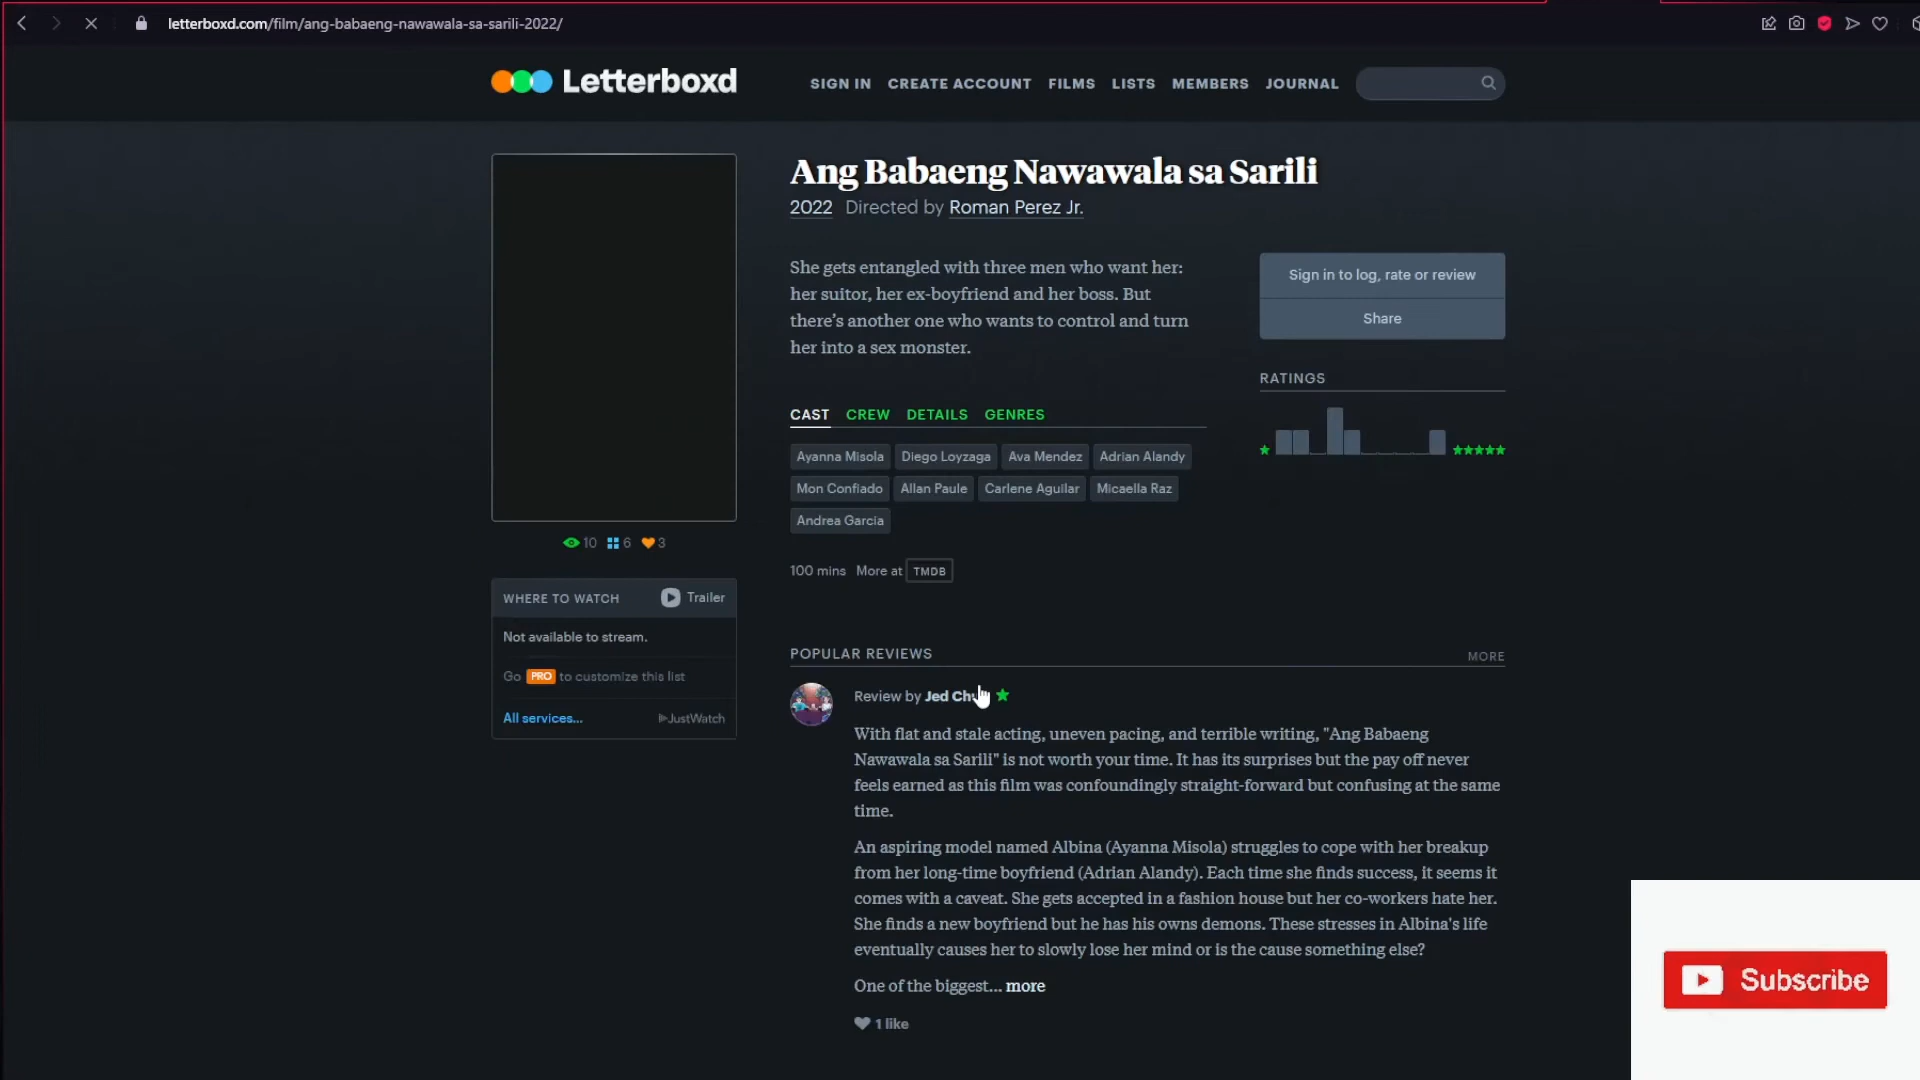 letterboxd.com/film/ang-babaeng-nawawala-sa-sarili-2022/
Letterboxd
SIGN IN CREATE ACCOUNT FILMS LISTS MEMBERS JOURNAL
Ang Babaeng Nawawala sa Sarili
2022 Directed by Roman Perez Jr.
She gets entangled with three men who want her:
her suitor, her ex-boyfriend and her boss. But
there's another one who wants to control and turn
her into a sex monster.
Sign in to log, rate or review
Share
RATINGS
CAST CREW DETAILS GENRES
Ayanna Misola Diego Loyzaga Ava Mendez Adrian Alandy
Mon Confiado Allan Paule Carlene Aguilar Micaella Raz
Andrea Garcia
10 6 3
100 mins More at TMDB
WHERE TO WATCH Trailer
Not available to stream.
Go PRO to customize this list
All services... JustWatch
POPULAR REVIEWS MORE
Review by Jed
With flat and stale acting, uneven pacing, and terrible writing, "Ang Babaeng
Nawawala sa Sarili" is not worth your time. It has its surprises but the pay off never
feels earned as this film was confoundingly straight-forward but confusing at the same
time.
An aspiring model named Albina (Ayanna Misola) struggles to cope with her breakup
from her long-time boyfriend (Adrian Alandy). Each time she finds success, it seems it
comes with a caveat. She gets accepted in a fashion house but her co-workers hate her.
She finds a new boyfriend but he has his owns demons. These stresses in Albina's life
eventually causes her to slowly lose her mind or is the cause something else?
One of the biggest... more
1 like
Subscribe